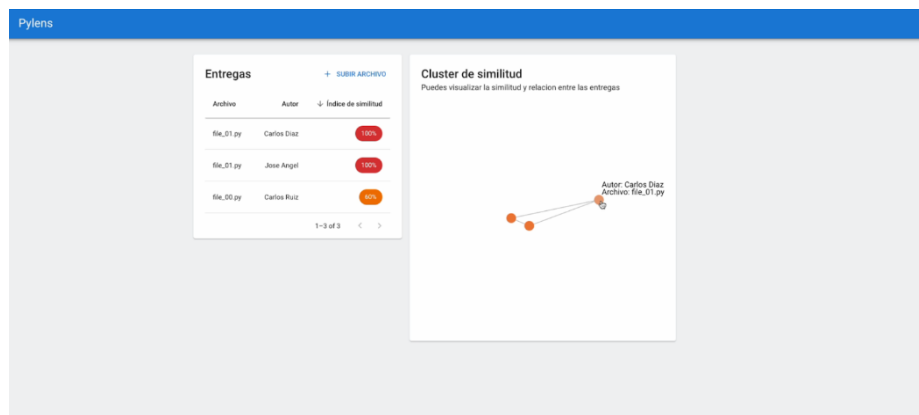 Pylens
Entregas
+ SUBIR ARCHIVO
Archivo Autor ↓ Índice de similitud
file_01.py Carlos Diaz 100%
file_01.py Jose Angel 100%
file_00.py Carlos Ruiz 60%
1–3 of 3 < >
Cluster de similitud
Puedes visualizar la similitud y relacion entre las entregas
Autor: Carlos Diaz
Archivo: file_01.py